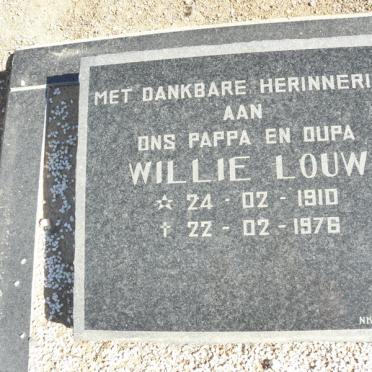 MET DANKBARE HERINNERI
AAN
ONS PAPPA EN OUPA
WILLIE LOUW
☆ 24 - 02 - 1910
† 22 - 02 - 1976